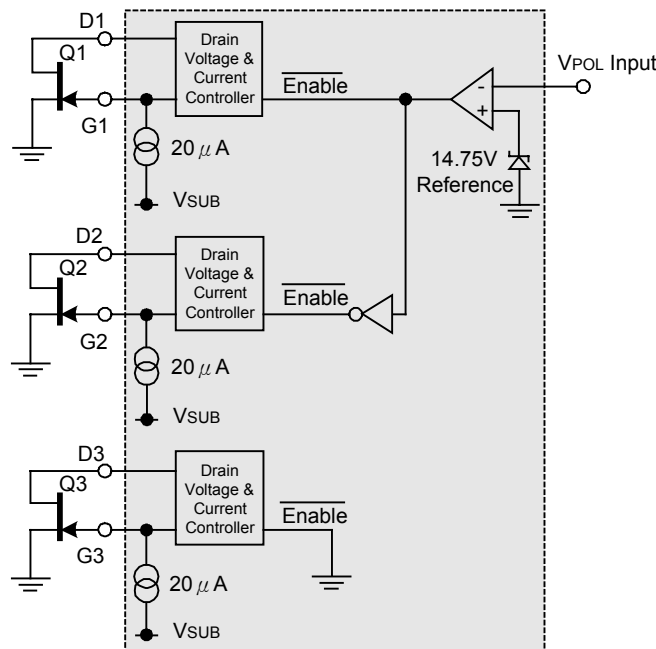 D1
Q1
G1
Drain
Voltage &
Current
Controller
Enable
20 μ A
VSUB
-
+
VPOL Input
14.75V
Reference
D2
Q2
G2
Drain
Voltage &
Current
Controller
Enable
20 μ A
VSUB
D3
Q3
G3
Drain
Voltage &
Current
Controller
Enable
20 μ A
VSUB